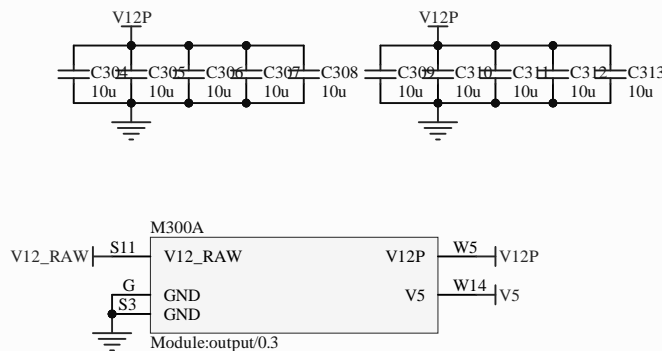 V12P V12P
C304 C305 C306 C307 C308 C309 C310 C311 C312 C313
10u 10u 10u 10u 10u 10u 10u 10u 10u 10u
M300A
V12_RAW S11 V12_RAW V12P W5 V12P
G GND V5 W14 V5
S3 GND
Module:output/0.3